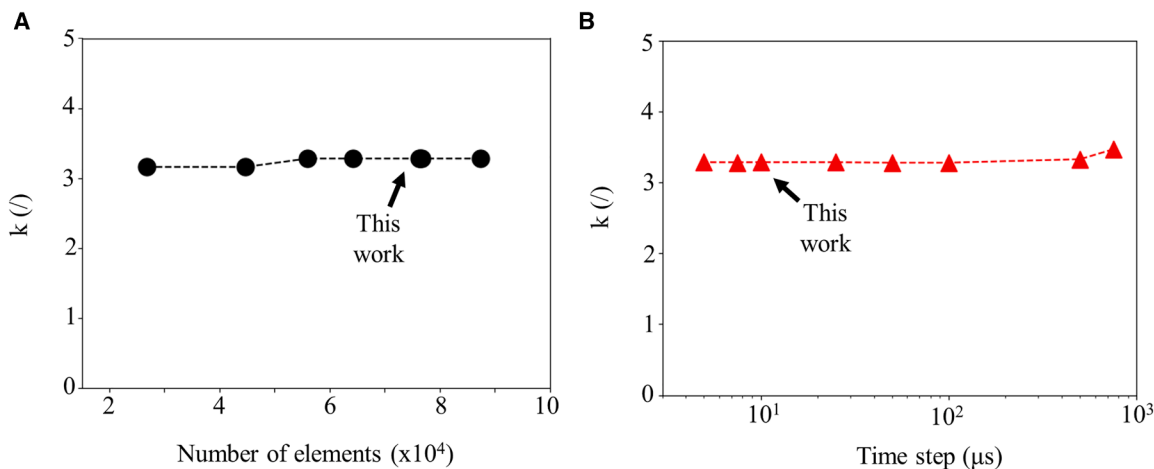 A
5
4
3
2
1
0
k (/)
This
work
2
4
6
8
10
Number of elements (x10⁴)
B
5
4
3
2
1
0
k (/)
This
work
10¹
10²
10³
Time step (μs)